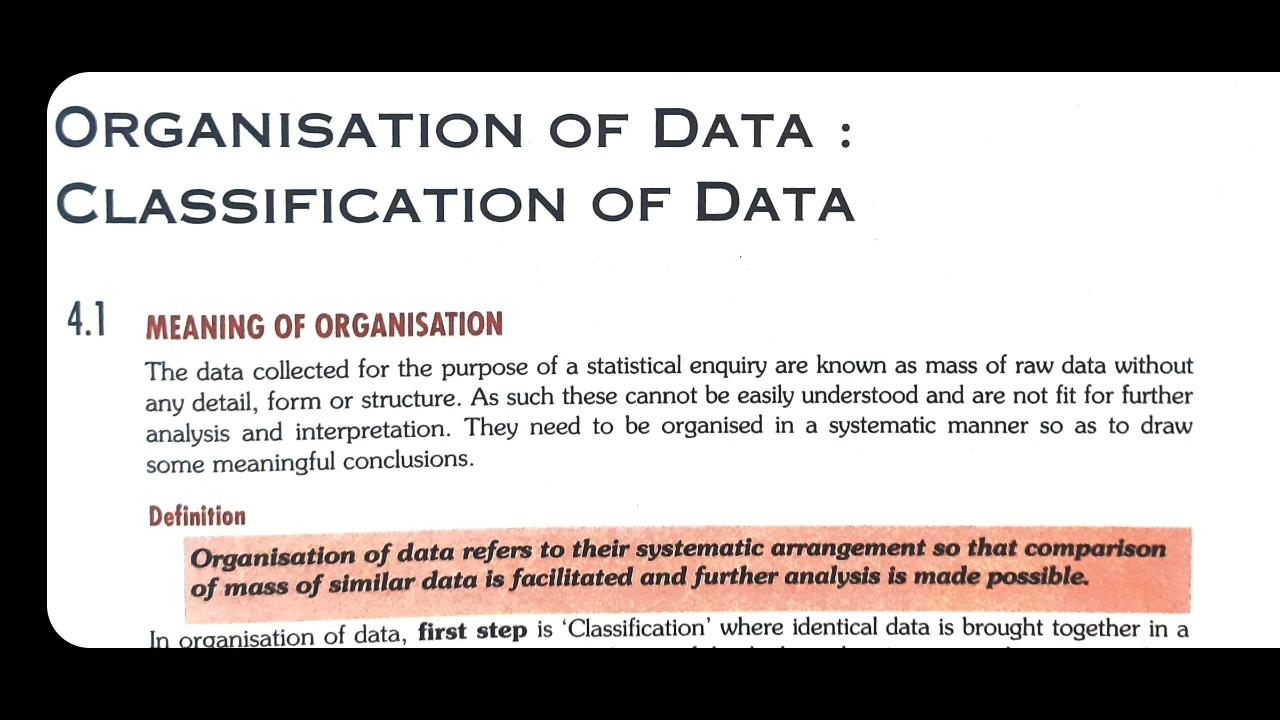 ORGANISATION OF DATA :
CLASSIFICATION OF DATA
4.1 MEANING OF ORGANISATION
The data collected for the purpose of a statistical enquiry are known as mass of raw data without
any detail, form or structure. As such these cannot be easily understood and are not fit for further
analysis and interpretation. They need to be organised in a systematic manner so as to draw
some meaningful conclusions.
Definition
Organisation of data refers to their systematic arrangement so that comparison
of mass of similar data is facilitated and further analysis is made possible.
In organisation of data, first step is ‘Classification’ where identical data is brought together in a